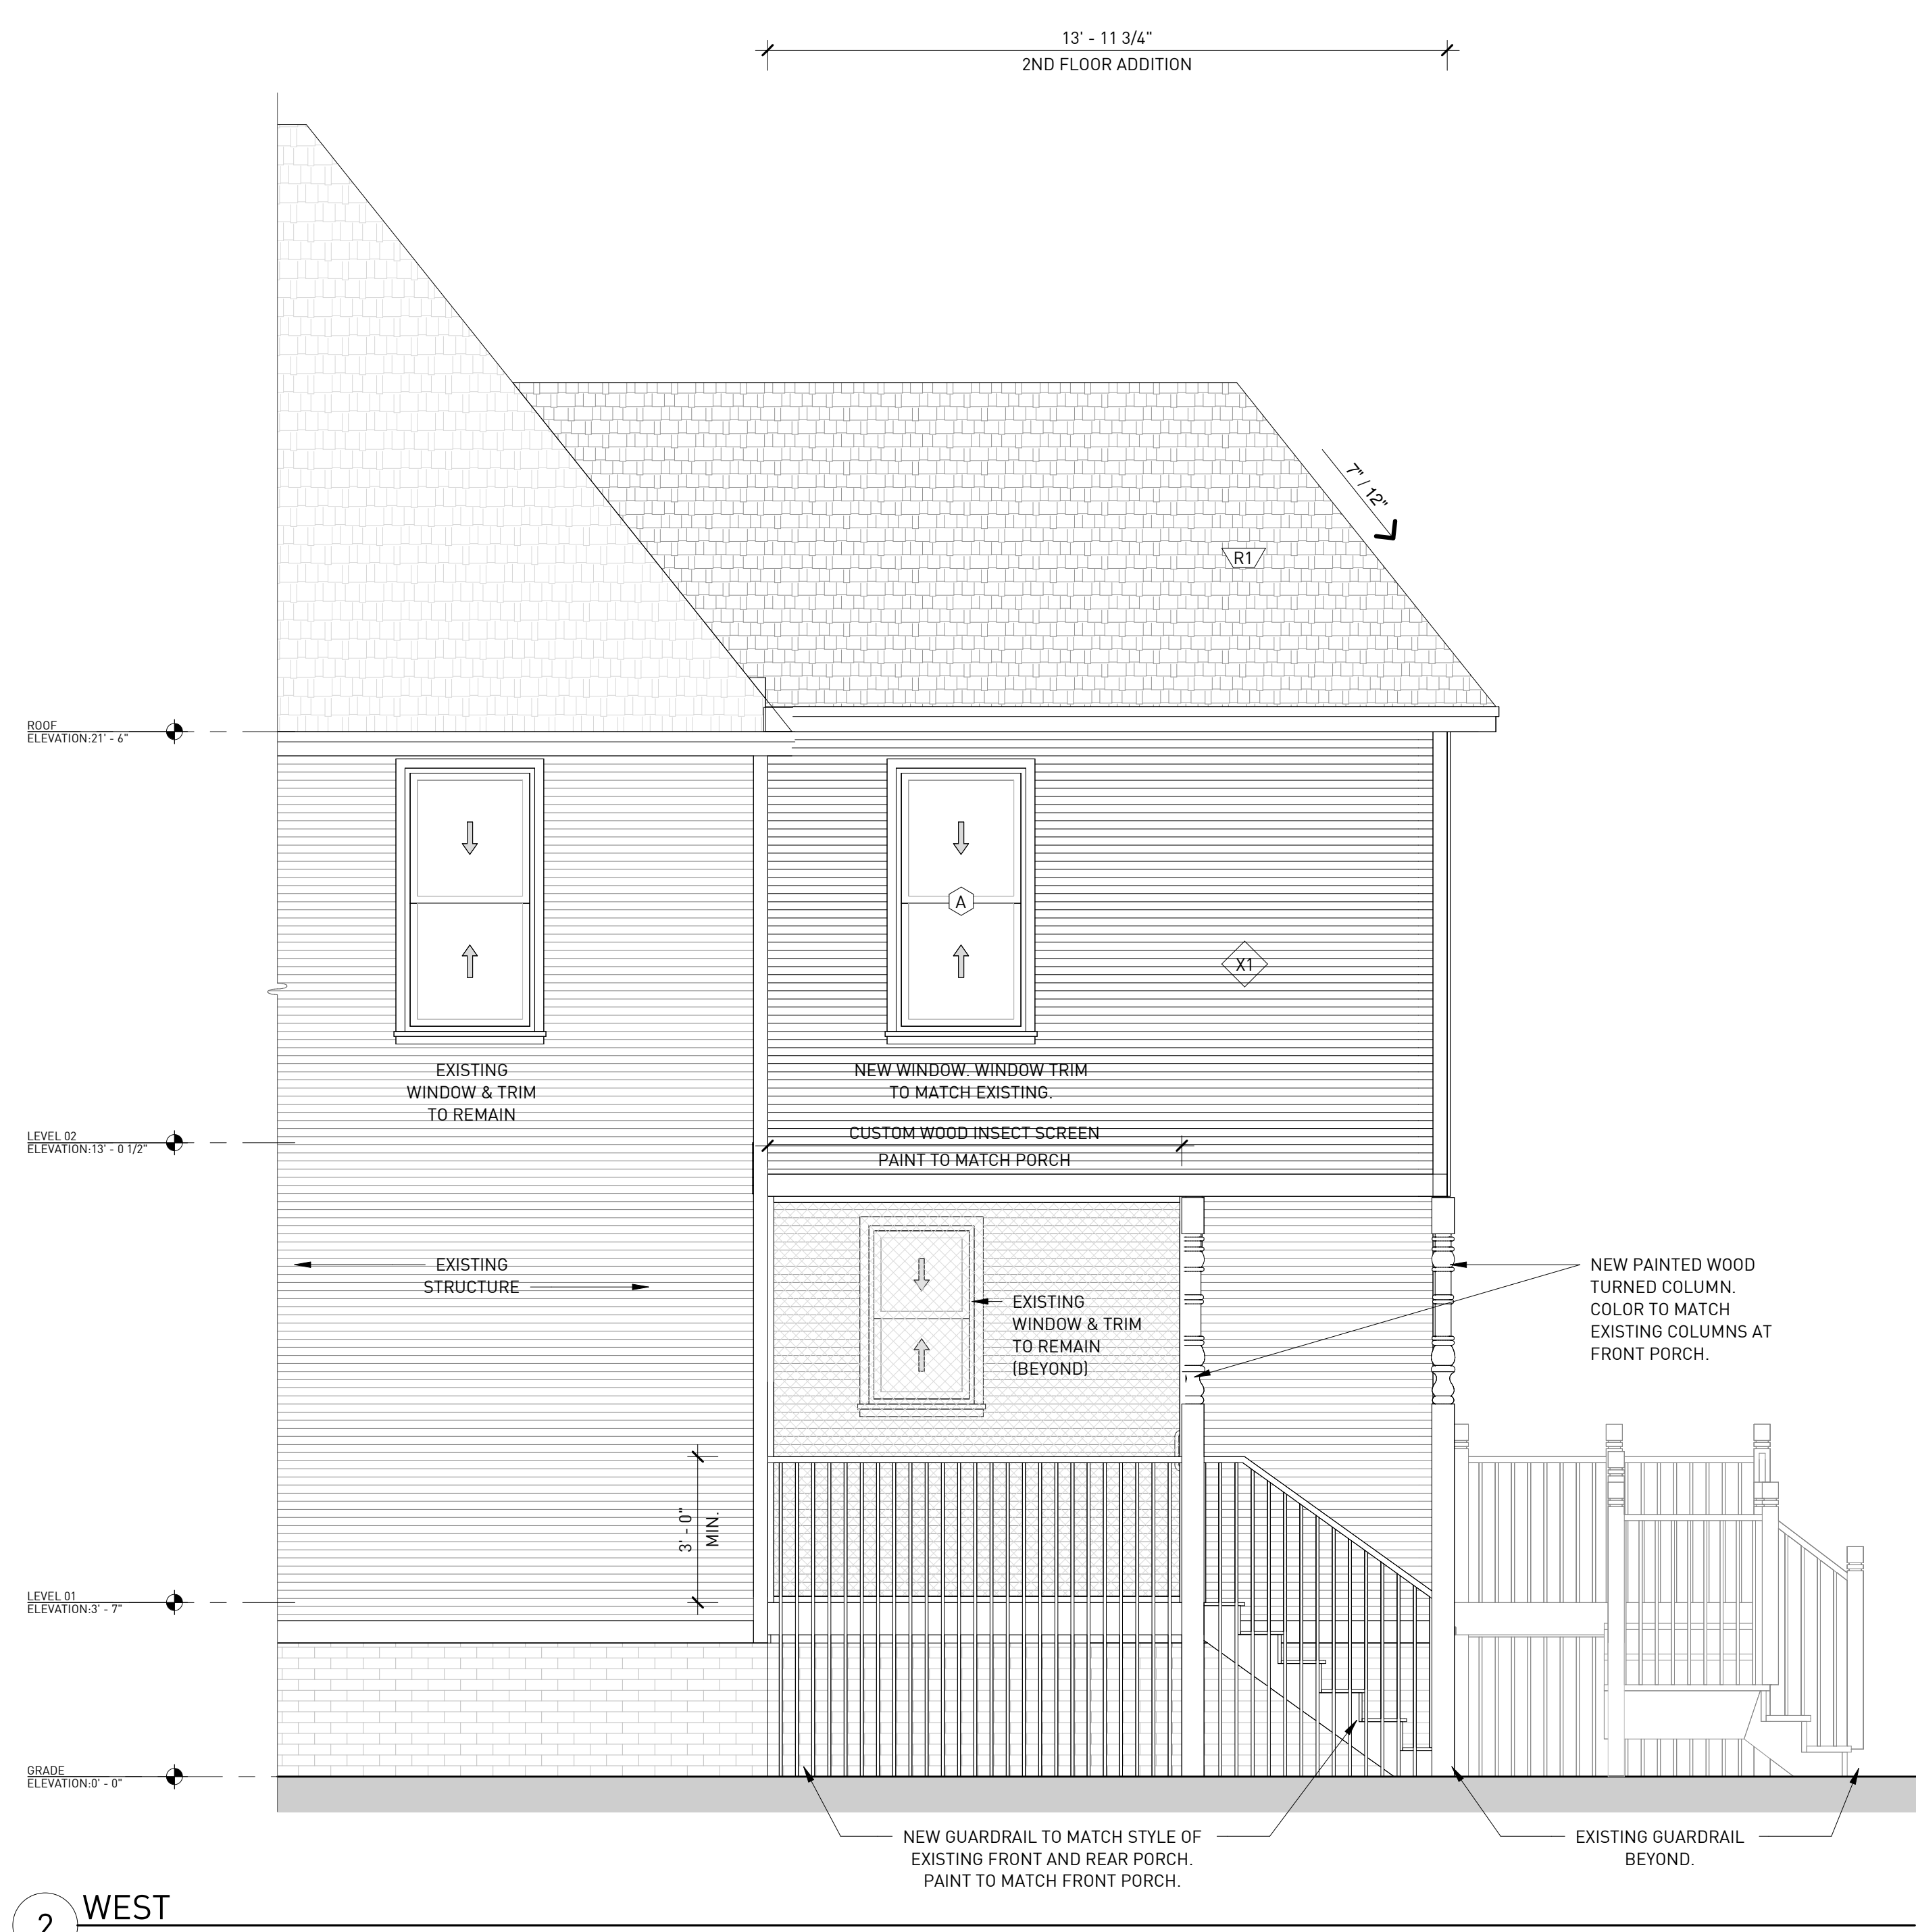 13' - 11 3/4"
2ND FLOOR ADDITION
7" / 12"
R1
ROOF
ELEVATION:21' - 6"
A
X1
EXISTING
WINDOW & TRIM
TO REMAIN
NEW WINDOW. WINDOW TRIM
TO MATCH EXISTING.
LEVEL 02
ELEVATION:13' - 0 1/2"
CUSTOM WOOD INSECT SCREEN
PAINT TO MATCH PORCH
EXISTING
STRUCTURE
EXISTING
WINDOW & TRIM
TO REMAIN
(BEYOND)
NEW PAINTED WOOD
TURNED COLUMN.
COLOR TO MATCH
EXISTING COLUMNS AT
FRONT PORCH.
3' - 0"
MIN.
LEVEL 01
ELEVATION:3' - 7"
GRADE
ELEVATION:0' - 0"
NEW GUARDRAIL TO MATCH STYLE OF
EXISTING FRONT AND REAR PORCH.
PAINT TO MATCH FRONT PORCH.
EXISTING GUARDRAIL
BEYOND.
2
WEST